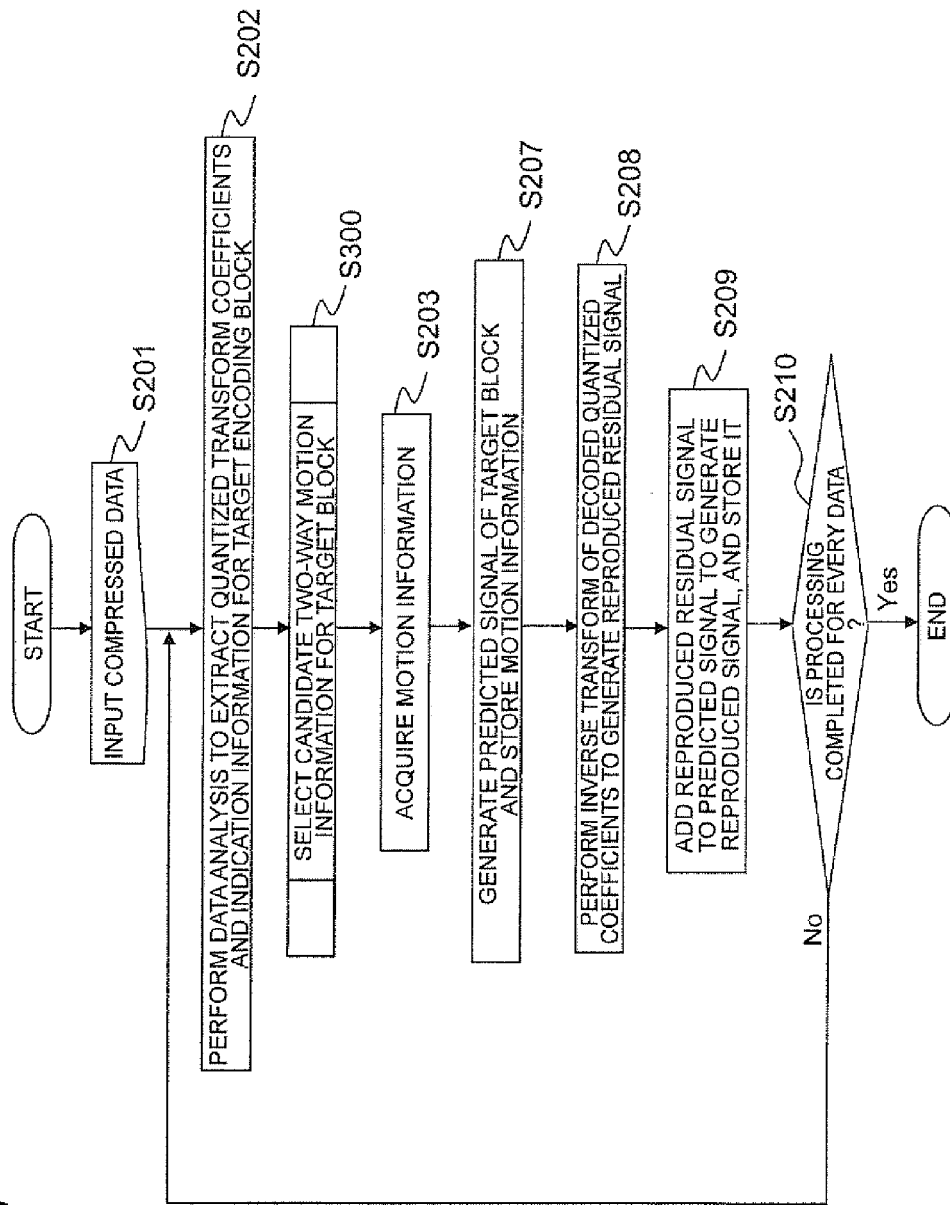 START
INPUT COMPRESSED DATA
S201
PERFORM DATA ANALYSIS TO EXTRACT QUANTIZED TRANSFORM COEFFICIENTS
AND INDICATION INFORMATION FOR TARGET ENCODING BLOCK
S202
SELECT CANDIDATE TWO-WAY MOTION
INFORMATION FOR TARGET BLOCK
S300
ACQUIRE MOTION INFORMATION
S203
GENERATE PREDICTED SIGNAL OF TARGET BLOCK
AND STORE MOTION INFORMATION
S207
PERFORM INVERSE TRANSFORM OF DECODED QUANTIZED
COEFFICIENTS TO GENERATE REPRODUCED RESIDUAL SIGNAL
S208
ADD REPRODUCED RESIDUAL SIGNAL
TO PREDICTED SIGNAL TO GENERATE
REPRODUCED SIGNAL, AND STORE IT
S209
S210
IS PROCESSING
COMPLETED FOR EVERY DATA
?
No
Yes
END